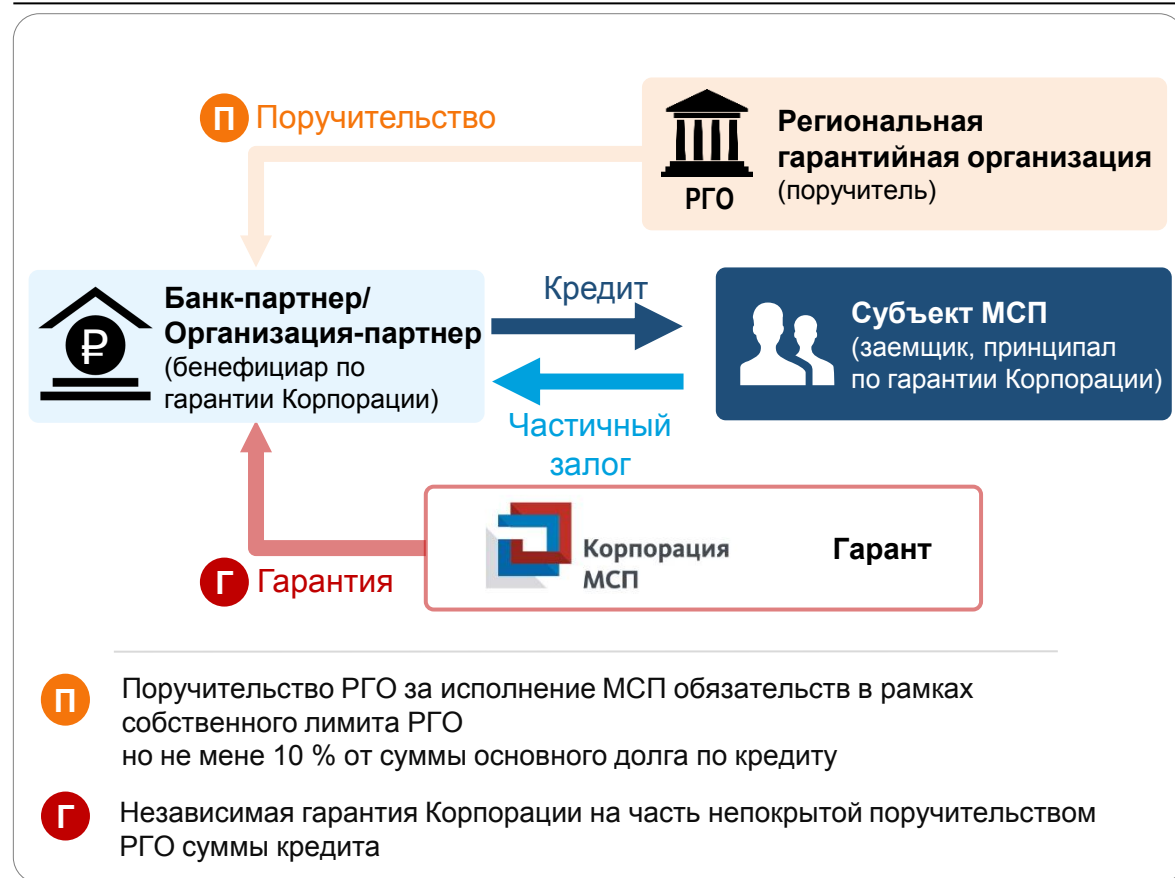 П Поручительство
Региональная
гарантийная организация
(поручитель)
РГО
Банк-партнер/
Организация-партнер
(бенефициар по
гарантии Корпорации)
₽
Кредит
Субъект МСП
(заемщик, принципал
по гарантии Корпорации)
Частичный
залог
Корпорация
МСП
Гарант
Г Гарантия
П
Поручительство РГО за исполнение МСП обязательств в рамках
собственного лимита РГО
но не мене 10 % от суммы основного долга по кредиту
Г
Независимая гарантия Корпорации на часть непокрытой поручительством
РГО суммы кредита